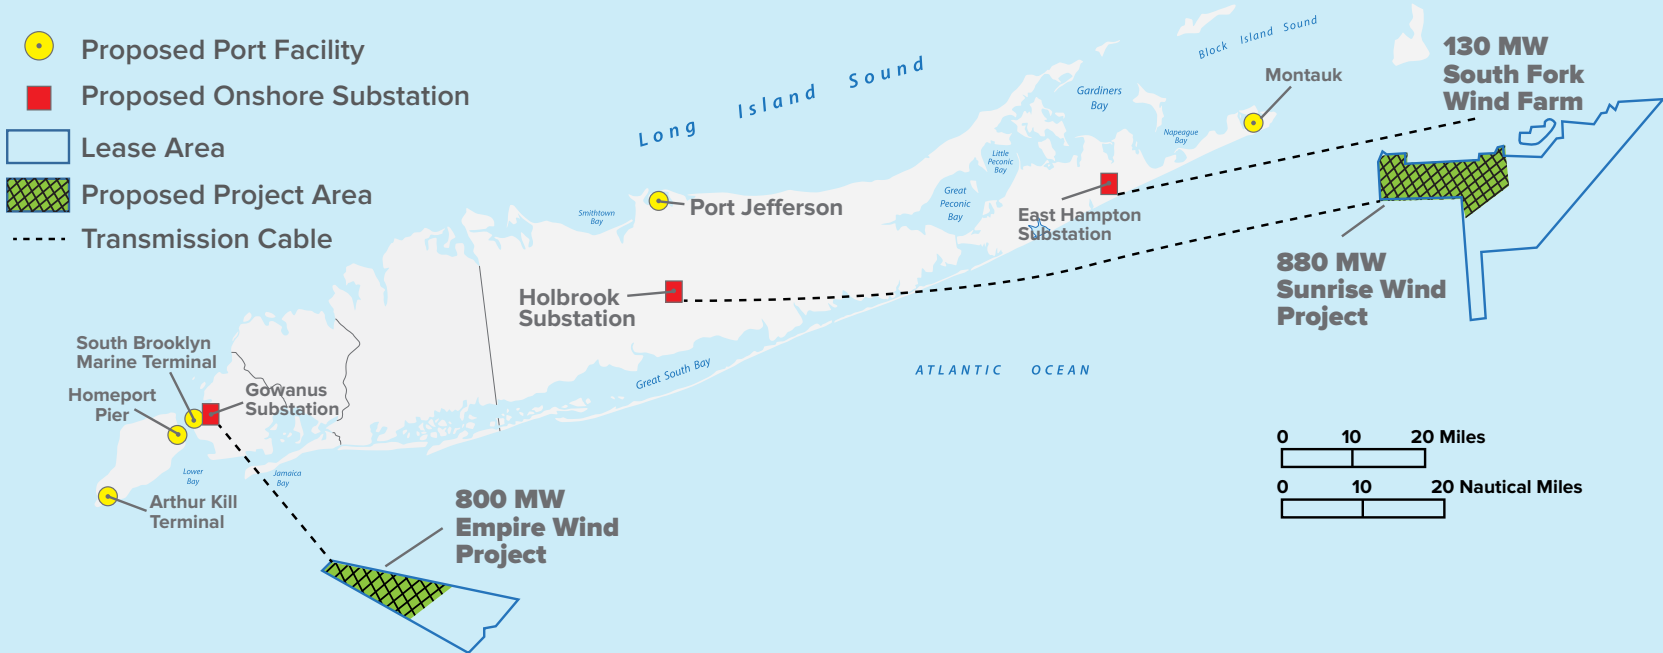 Proposed Port Facility
Proposed Onshore Substation
Lease Area
Proposed Project Area
Transmission Cable
Long Island Sound
Block Island Sound
130 MW
South Fork
Wind Farm
Montauk
Gardiners
Bay
Napeague
Bay
Little
Peconic
Bay
Great
Peconic
Bay
Smithtown
Bay
Port Jefferson
East Hampton
Substation
Holbrook
Substation
880 MW
Sunrise Wind
Project
South Brooklyn
Marine Terminal
Homeport
Pier
Gowanus
Substation
Great South Bay
ATLANTIC OCEAN
Lower
Bay
Jamaica
Bay
Arthur Kill
Terminal
800 MW
Empire Wind
Project
0 10 20 Miles
0 10 20 Nautical Miles